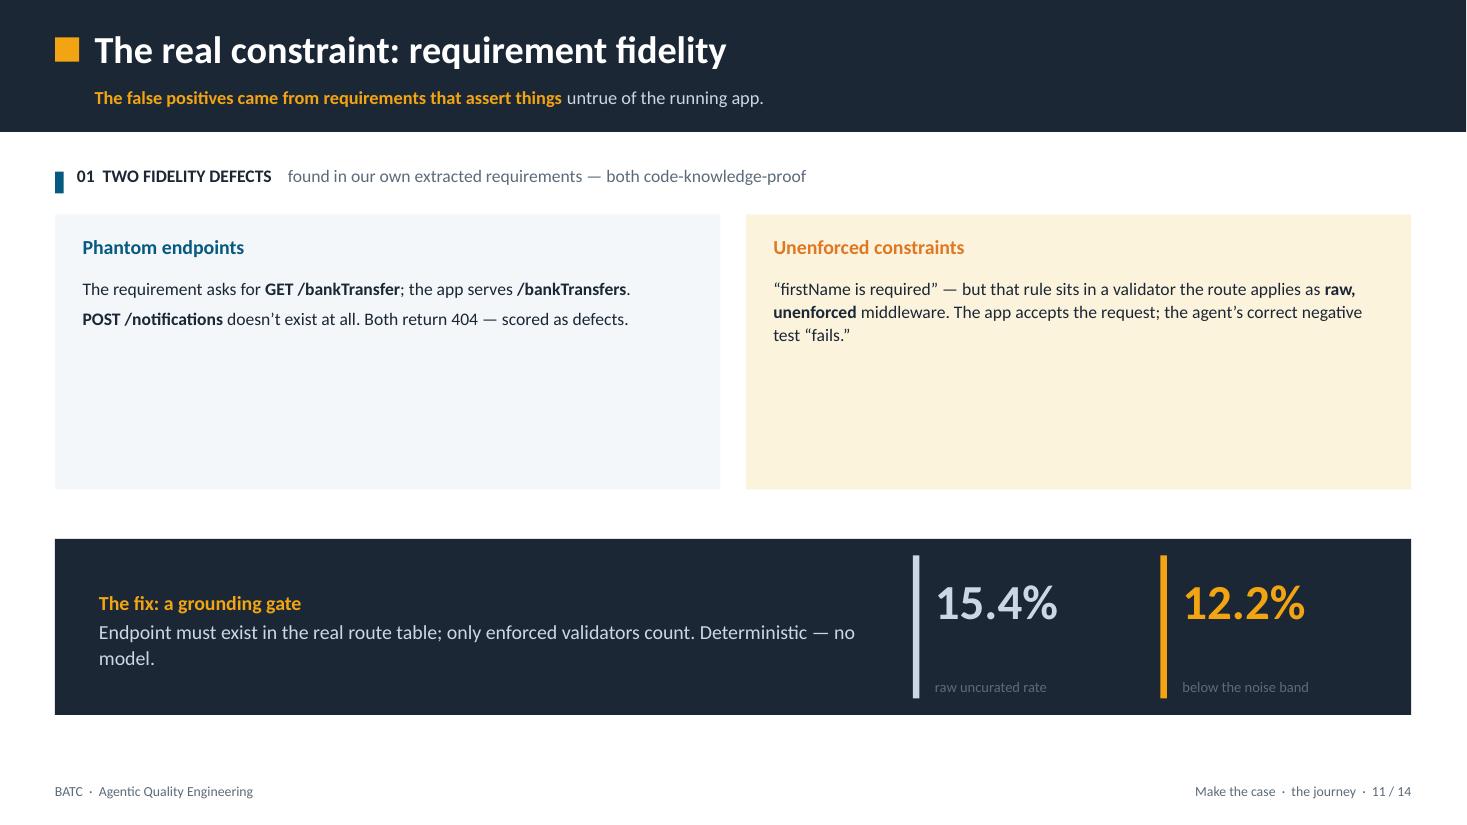 The real constraint: requirement fidelity
The false positives came from requirements that assert things untrue of the running app.
01 TWO FIDELITY DEFECTS found in our own extracted requirements — both code-knowledge-proof
Phantom endpoints
The requirement asks for GET /bankTransfer; the app serves /bankTransfers.
POST /notifications doesn’t exist at all. Both return 404 — scored as defects.
Unenforced constraints
“firstName is required” — but that rule sits in a validator the route applies as raw,
unenforced middleware. The app accepts the request; the agent’s correct negative
test “fails.”
The fix: a grounding gate
Endpoint must exist in the real route table; only enforced validators count. Deterministic — no
model.
15.4%
raw uncurated rate
12.2%
below the noise band
BATC · Agentic Quality Engineering
Make the case · the journey · 11 / 14